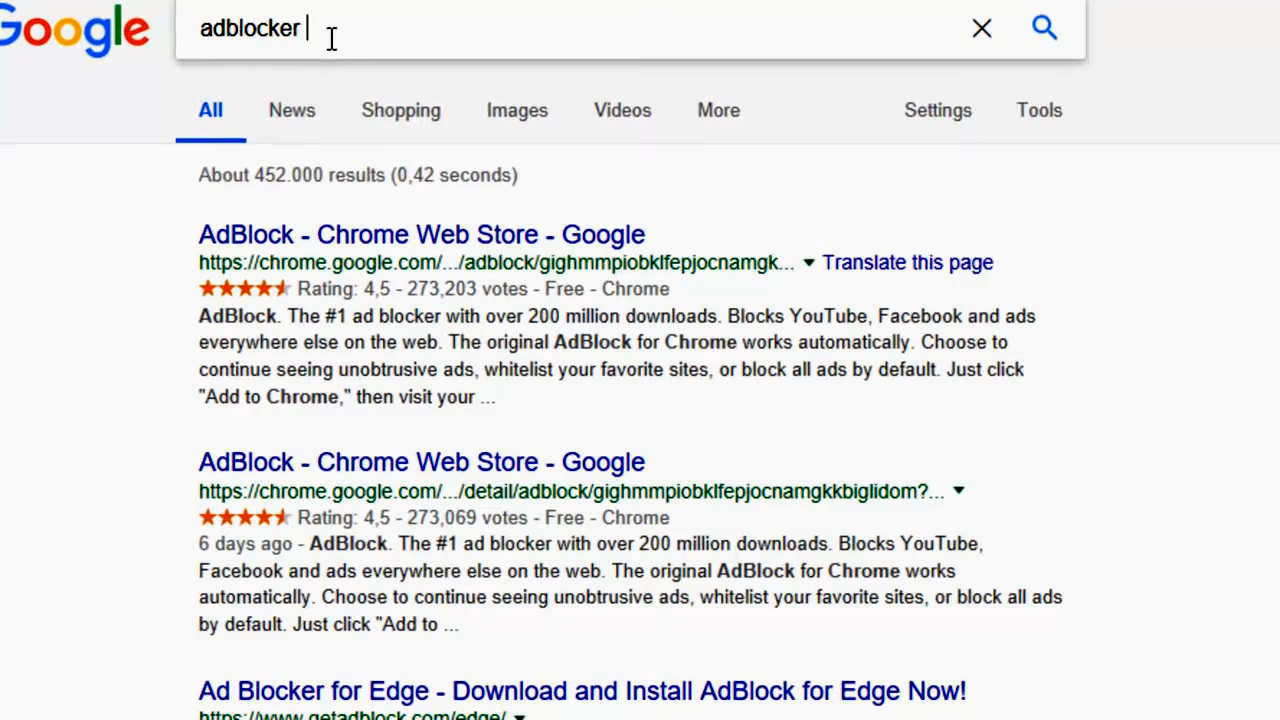 Google
adblocker
All News Shopping Images Videos More Settings Tools
About 452.000 results (0,42 seconds)
AdBlock - Chrome Web Store - Google
https://chrome.google.com/.../adblock/gighmmpiobklfepjocnamgk... Translate this page
Rating: 4,5 - 273,203 votes - Free - Chrome
AdBlock. The #1 ad blocker with over 200 million downloads. Blocks YouTube, Facebook and ads
everywhere else on the web. The original AdBlock for Chrome works automatically. Choose to
continue seeing unobtrusive ads, whitelist your favorite sites, or block all ads by default. Just click
"Add to Chrome," then visit your ...
AdBlock - Chrome Web Store - Google
https://chrome.google.com/.../detail/adblock/gighmmpiobklfepjocnamgkkbiglidom?...
Rating: 4,5 - 273,069 votes - Free - Chrome
6 days ago - AdBlock. The #1 ad blocker with over 200 million downloads. Blocks YouTube,
Facebook and ads everywhere else on the web. The original AdBlock for Chrome works
automatically. Choose to continue seeing unobtrusive ads, whitelist your favorite sites, or block all ads
by default. Just click "Add to ...
Ad Blocker for Edge - Download and Install AdBlock for Edge Now!
https://www.getadblock.com/edge/